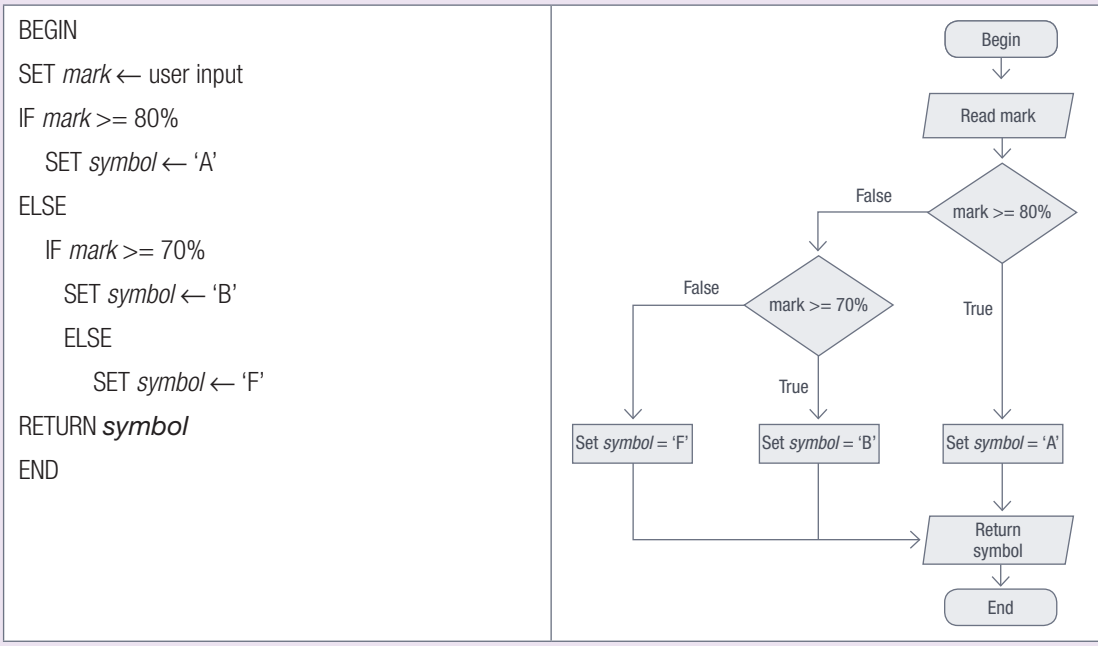 BEGIN
SET mark ← user input
IF mark >= 80%
SET symbol ← ‘A’
ELSE
IF mark >= 70%
SET symbol ← ‘B’
ELSE
SET symbol ← ‘F’
RETURN symbol
END
Begin
Read mark
mark >= 80%
False
True
mark >= 70%
False
True
Set symbol = ‘F’
Set symbol = ‘B’
Set symbol = ‘A’
Return
symbol
End